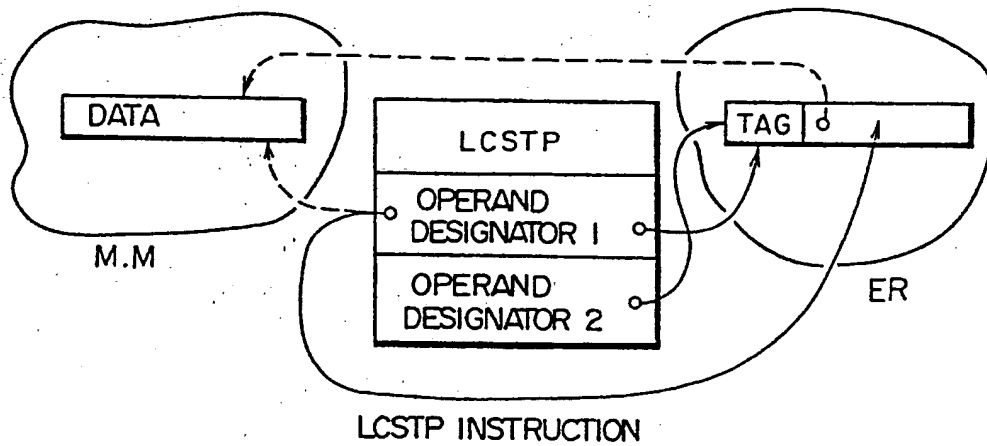 DATA
M.M
LCSTP
OPERAND
DESIGNATOR 1
OPERAND
DESIGNATOR 2
TAG
ER
LCSTP INSTRUCTION